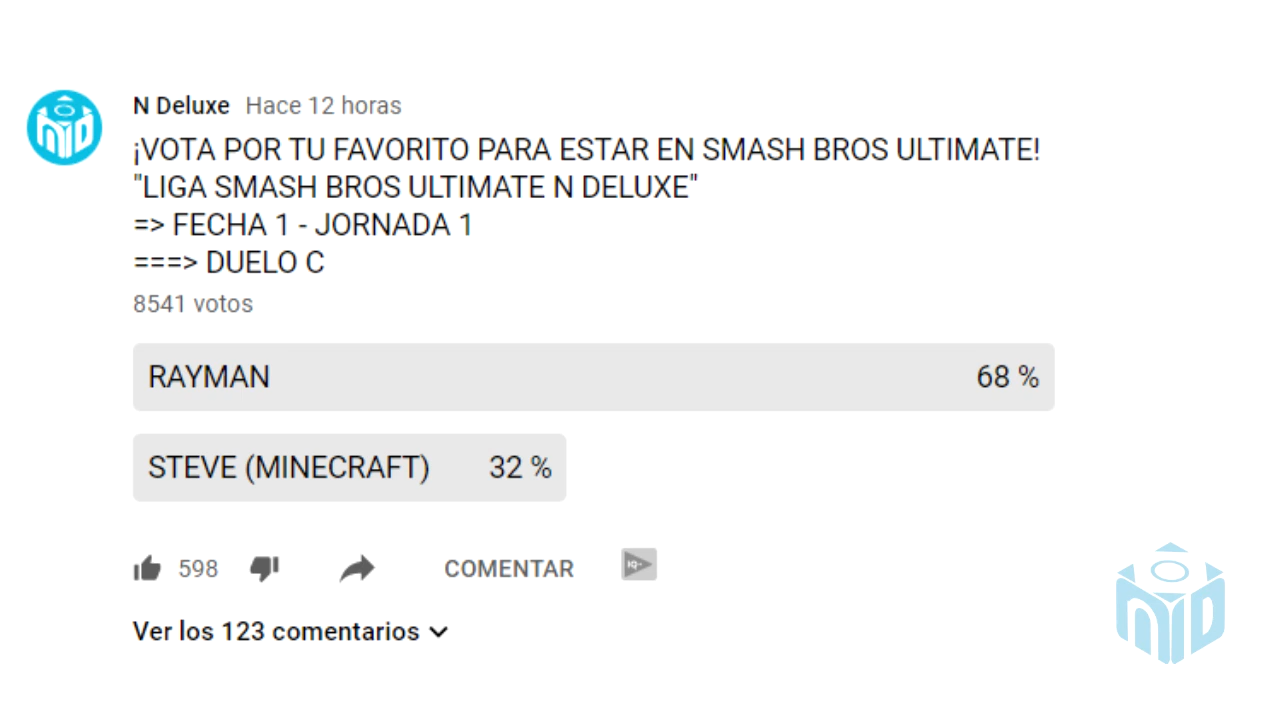 N Deluxe Hace 12 horas
¡VOTA POR TU FAVORITO PARA ESTAR EN SMASH BROS ULTIMATE!
"LIGA SMASH BROS ULTIMATE N DELUXE"
=> FECHA 1 - JORNADA 1
===> DUELO C
8541 votos
RAYMAN 68 %
STEVE (MINECRAFT) 32 %
598 COMENTAR
Ver los 123 comentarios